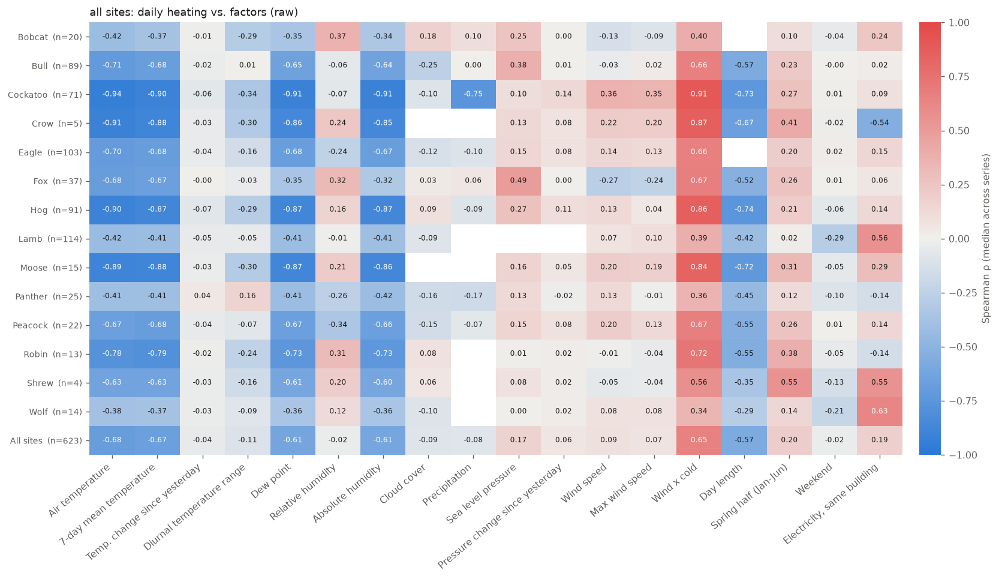 all sites: daily heating vs. factors (raw)
Bobcat (n=20) -0.42 -0.37 -0.01 -0.29 -0.35 0.37 -0.34 0.18 0.10 0.25 0.00 -0.13 -0.09 0.40 0.10 -0.04 0.24
Bull (n=89) -0.71 -0.68 -0.02 0.01 -0.65 -0.06 -0.64 -0.25 0.00 0.38 0.01 -0.03 0.02 0.66 -0.57 0.23 -0.00 0.02
Cockatoo (n=71) -0.94 -0.90 -0.06 -0.34 -0.91 -0.07 -0.91 -0.10 -0.75 0.10 0.14 0.36 0.35 0.91 -0.73 0.27 0.01 0.09
Crow (n=5) -0.91 -0.88 -0.03 -0.30 -0.86 0.24 -0.85 0.13 0.08 0.22 0.20 0.87 -0.67 0.41 -0.02 -0.54
Eagle (n=103) -0.70 -0.68 -0.04 -0.16 -0.68 -0.24 -0.67 -0.12 -0.10 0.15 0.08 0.14 0.13 0.66 0.20 0.02 0.15
Fox (n=37) -0.68 -0.67 -0.00 -0.03 -0.35 0.32 -0.32 0.03 0.06 0.49 0.00 -0.27 -0.24 0.67 -0.52 0.26 0.01 0.06
Hog (n=91) -0.90 -0.87 -0.07 -0.29 -0.87 0.16 -0.87 0.09 -0.09 0.27 0.11 0.13 0.04 0.86 -0.74 0.21 -0.06 0.14
Lamb (n=114) -0.42 -0.41 -0.05 -0.05 -0.41 -0.01 -0.41 -0.09 0.07 0.10 0.39 -0.42 0.02 -0.29 0.56
Moose (n=15) -0.89 -0.88 -0.03 -0.30 -0.87 0.21 -0.86 0.16 0.05 0.20 0.19 0.84 -0.72 0.31 -0.05 0.29
Panther (n=25) -0.41 -0.41 0.04 0.16 -0.41 -0.26 -0.42 -0.16 -0.17 0.13 -0.02 0.13 -0.01 0.36 -0.45 0.12 -0.10 -0.14
Peacock (n=22) -0.67 -0.68 -0.04 -0.07 -0.67 -0.34 -0.66 -0.15 -0.07 0.15 0.08 0.20 0.13 0.67 -0.55 0.26 0.01 0.14
Robin (n=13) -0.78 -0.79 -0.02 -0.24 -0.73 0.31 -0.73 0.08 0.01 0.02 -0.01 -0.04 0.72 -0.55 0.38 -0.05 -0.14
Shrew (n=4) -0.63 -0.63 -0.03 -0.16 -0.61 0.20 -0.60 0.06 0.08 0.02 -0.05 -0.04 0.56 -0.35 0.55 -0.13 0.55
Wolf (n=14) -0.38 -0.37 -0.03 -0.09 -0.36 0.12 -0.36 -0.10 0.00 0.02 0.08 0.08 0.34 -0.29 0.14 -0.21 0.63
All sites (n=623) -0.68 -0.67 -0.04 -0.11 -0.61 -0.02 -0.61 -0.09 -0.08 0.17 0.06 0.09 0.07 0.65 -0.57 0.20 -0.02 0.19
Air temperature
7-day mean temperature
Temp. change since yesterday
Diurnal temperature range
Dew point
Relative humidity
Absolute humidity
Cloud cover
Precipitation
Sea level pressure
Pressure change since yesterday
Wind speed
Max wind speed
Wind x cold
Day length
Spring half (Jan-Jun)
Weekend
Electricity, same building
1.00
0.75
0.50
0.25
0.00
−0.25
−0.50
−0.75
−1.00
Spearman ρ (median across series)